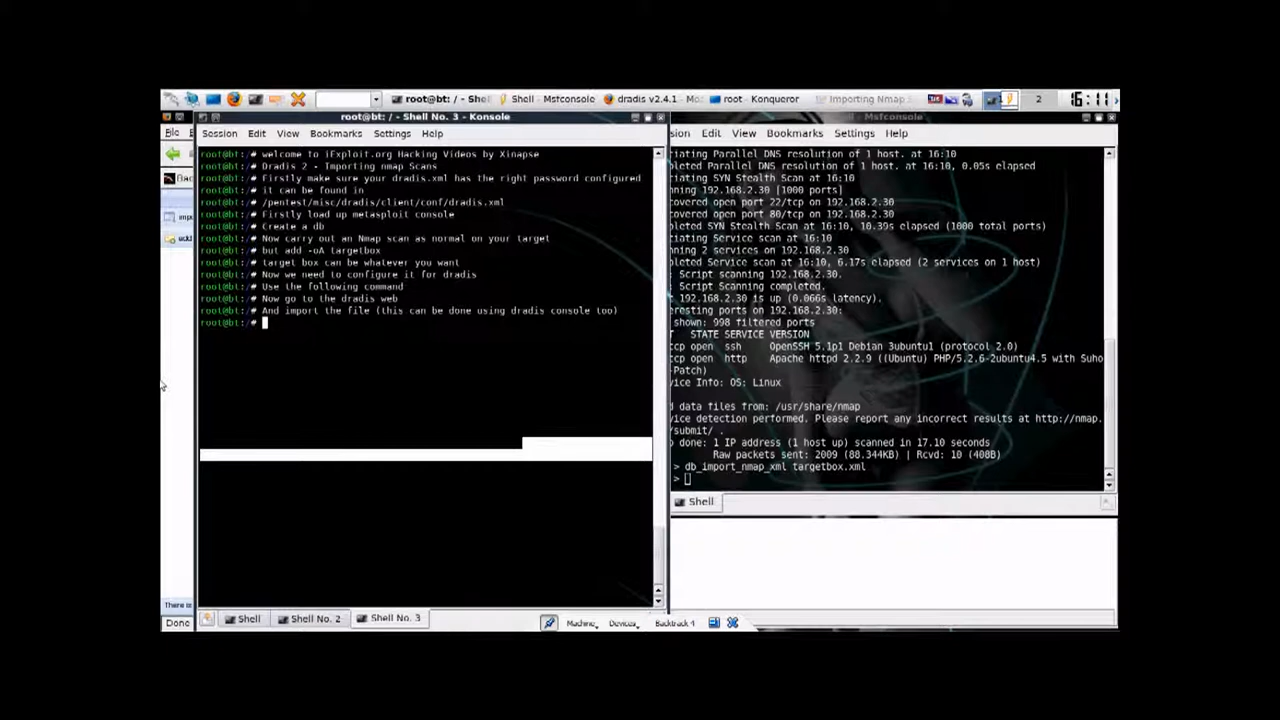 root@bt: / - Shel
Shell - Msfconsole
dradis v2.4.1 - Mo
root - Konqueror
Importing Nmap
2
16:11
root@bt: / - Shell No. 3 - Konsole
Session Edit View Bookmarks Settings Help
root@bt:/# welcome to iExploit.org Hacking Videos by Xinapse
root@bt:/# Dradis 2 - Importing nmap Scans
root@bt:/# Firstly make sure your dradis.xml has the right password configured
root@bt:/# it can be found in
root@bt:/# /pentest/misc/dradis/client/conf/dradis.xml
root@bt:/# Firstly load up metasploit console
root@bt:/# Create a db
root@bt:/# Now carry out an Nmap scan as normal on your target
root@bt:/# but add -oA targetbox
root@bt:/# target box can be whatever you want
root@bt:/# Now we need to configure it for dradis
root@bt:/# Use the following command
root@bt:/# Now go to the dradis web
root@bt:/# And import the file (this can be done using dradis console too)
root@bt:/#
Shell
Shell No. 2
Shell No. 3
There is
Done
Msfconsole
sion Edit View Bookmarks Settings Help
tiating Parallel DNS resolution of 1 host. at 16:10
pleted Parallel DNS resolution of 1 host. at 16:10, 0.05s elapsed
tiating SYN Stealth Scan at 16:10
nning 192.168.2.30 [1000 ports]
covered open port 22/tcp on 192.168.2.30
covered open port 80/tcp on 192.168.2.30
pleted SYN Stealth Scan at 16:10, 10.39s elapsed (1000 total ports)
tiating Service scan at 16:10
nning 2 services on 192.168.2.30
pleted Service scan at 16:10, 6.17s elapsed (2 services on 1 host)
: Script scanning 192.168.2.30.
: Script Scanning completed.
192.168.2.30 is up (0.066s latency).
eresting ports on 192.168.2.30:
shown: 998 filtered ports
T STATE SERVICE VERSION
tcp open ssh OpenSSH 5.1p1 Debian 3ubuntu1 (protocol 2.0)
tcp open http Apache httpd 2.2.9 ((Ubuntu) PHP/5.2.6-2ubuntu4.5 with Suho
-Patch)
vice Info: OS: Linux
d data files from: /usr/share/nmap
vice detection performed. Please report any incorrect results at http://nmap.
submit/ .
p done: 1 IP address (1 host up) scanned in 17.10 seconds
Raw packets sent: 2009 (88.344KB) | Rcvd: 10 (408B)
> db_import_nmap_xml targetbox.xml
>
Shell
Machine Devices Backtrack 4